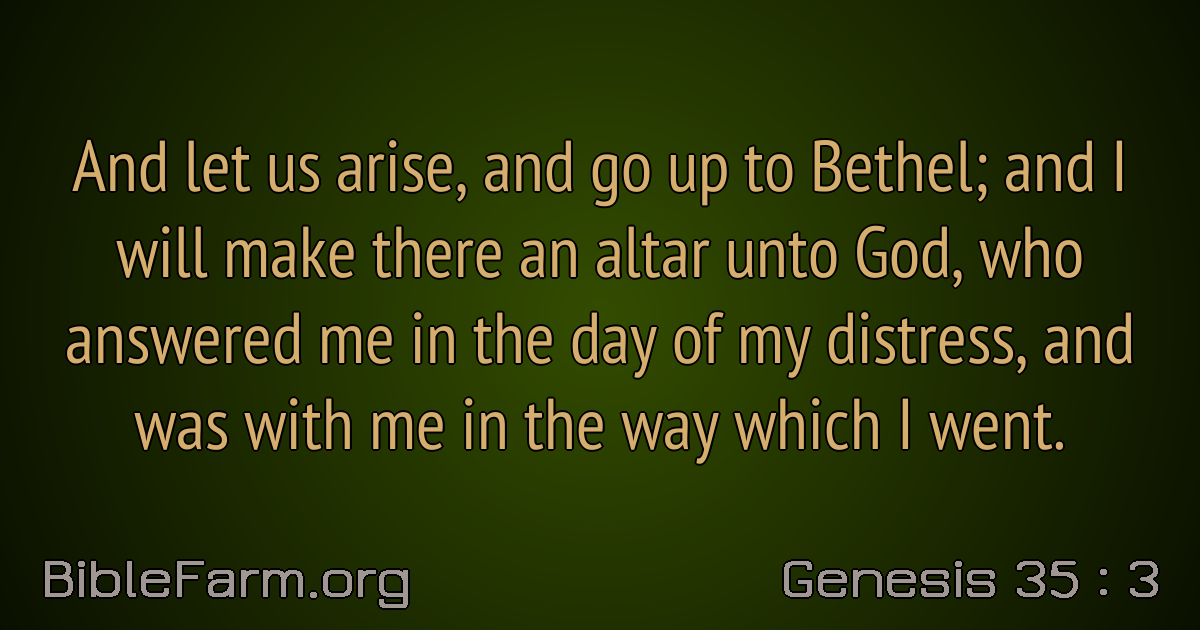 And let us arise, and go up to Bethel; and I
will make there an altar unto God, who
answered me in the day of my distress, and
was with me in the way which I went.
BibleFarm.org
Genesis 35 : 3